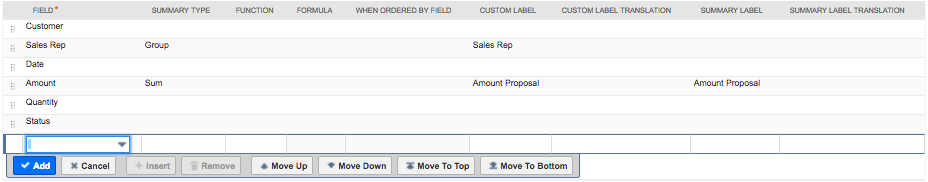 FIELD* SUMMARY TYPE FUNCTION FORMULA WHEN ORDERED BY FIELD CUSTOM LABEL CUSTOM LABEL TRANSLATION SUMMARY LABEL SUMMARY LABEL TRANSLATION
Customer
Sales Rep Group Sales Rep
Date
Amount Sum Amount Proposal Amount Proposal
Quantity
Status
Add Cancel Insert Remove Move Up Move Down Move To Top Move To Bottom